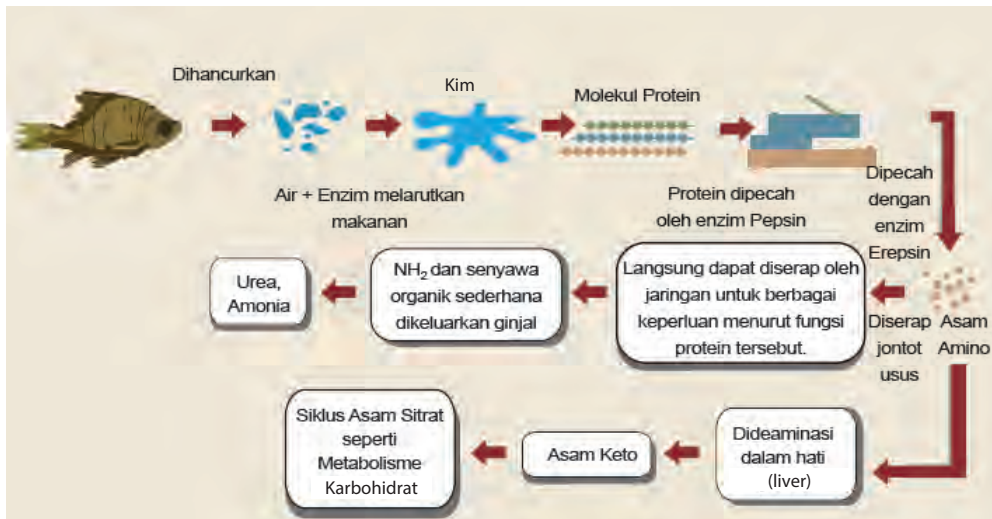 Dihancurkan
Kim
Molekul Protein
Air + Enzim melarutkan
makanan
Protein dipecah
oleh enzim Pepsin
Dipecah
dengan
enzim
Erepsin
Urea,
Amonia
NH₂ dan senyawa
organik sederhana
dikeluarkan ginjal
Langsung dapat diserap oleh
jaringan untuk berbagai
keperluan menurut fungsi
protein tersebut.
Diserap
jontot
usus
Asam
Amino
Siklus Asam Sitrat
seperti
Metabolisme
Karbohidrat
Asam Keto
Dideaminasi
dalam hati
(liver)